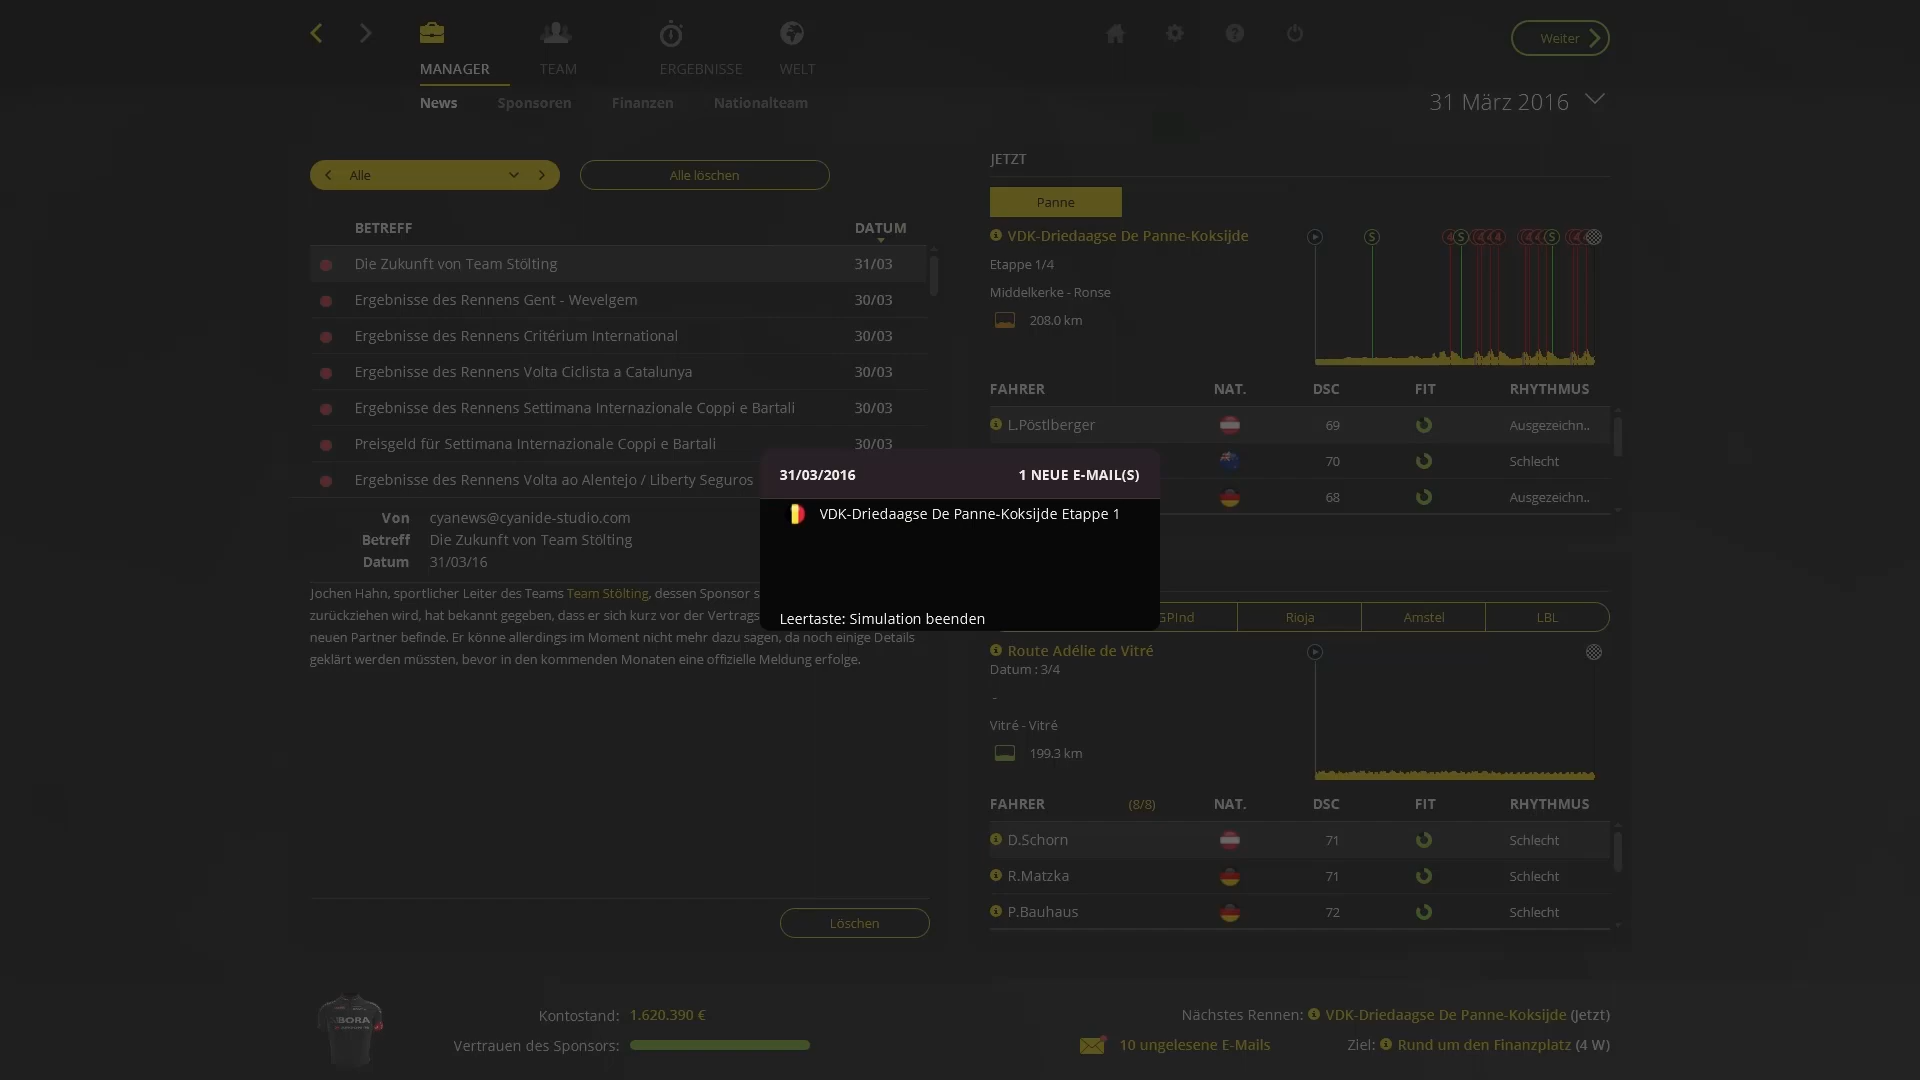 MANAGER
TEAM
ERGEBNISSE
WELT
Weiter
News
Sponsoren
Finanzen
Nationalteam
31 März 2016
Alle
Alle löschen
BETREFF DATUM
Die Zukunft von Team Stölting 31/03
Ergebnisse des Rennens Gent - Wevelgem 30/03
Ergebnisse des Rennens Critérium International 30/03
Ergebnisse des Rennens Volta Ciclista a Catalunya 30/03
Ergebnisse des Rennens Settimana Internazionale Coppi e Bartali 30/03
Preisgeld für Settimana Internazionale Coppi e Bartali 30/03
Ergebnisse des Rennens Volta ao Alentejo / Liberty Seguros
Von cyanews@cyanide-studio.com
Betreff Die Zukunft von Team Stölting
Datum 31/03/16
Jochen Hahn, sportlicher Leiter des Teams Team Stölting, dessen Sponsor
zurückziehen wird, hat bekannt gegeben, dass er sich kurz vor der
neuen Partner befinde. Er könne allerdings im Moment nicht mehr dazu sagen, da noch einige Details
geklärt werden müssten, bevor in den kommenden Monaten eine offizielle Meldung erfolge.
Löschen
31/03/2016 1 NEUE E-MAIL(S)
VDK-Driedaagse De Panne-Koksijde Etappe 1
Leertaste: Simulation beenden
JETZT
Panne
VDK-Driedaagse De Panne-Koksijde
Etappe 1/4
Middelkerke - Ronse
208.0 km
S
S
S
FAHRER NAT. DSC FIT RHYTHMUS
L.Pöstlberger 69 Ausgezeichn..
70 Schlecht
68 Ausgezeichn..
GPInd
Rioja
Amstel
LBL
Route Adélie de Vitré
Datum : 3/4
-
Vitré - Vitré
199.3 km
FAHRER (8/8) NAT. DSC FIT RHYTHMUS
D.Schorn 71 Schlecht
R.Matzka 71 Schlecht
P.Bauhaus 72 Schlecht
BORA
Kontostand: 1.620.390 €
Vertrauen des Sponsors:
Nächstes Rennen: VDK-Driedaagse De Panne-Koksijde (Jetzt)
10 ungelesene E-Mails
Ziel: Rund um den Finanzplatz (4 W)